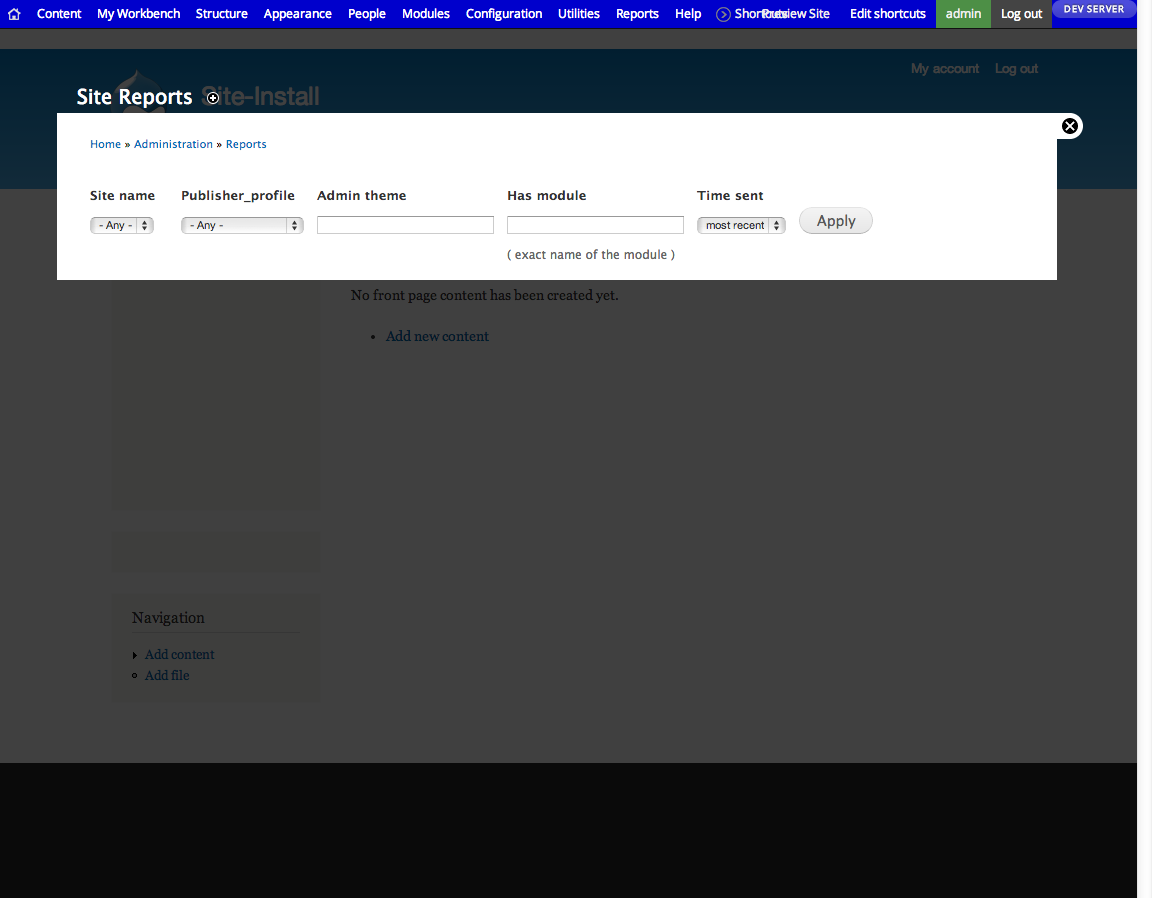 Content My Workbench Structure Appearance People Modules Configuration Utilities Reports Help Shortcuts Preview Site Edit shortcuts admin Log out DEV SERVER
My account Log out
Site Reports Site-Install
Home » Administration » Reports
Site name Publisher_profile Admin theme Has module Time sent
- Any - - Any - most recent Apply
( exact name of the module )
No front page content has been created yet.
Add new content
Navigation
Add content
Add file